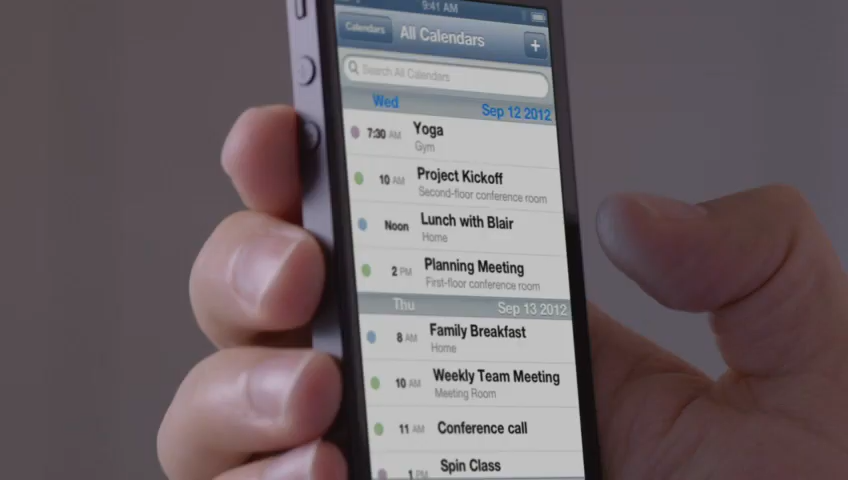 9:41 AM
Calendars
All Calendars
+
Search All Calendars
Wed
Sep 12 2012
7:30 AM
Yoga
Gym
10 AM
Project Kickoff
Second-floor conference room
Noon
Lunch with Blair
Home
2 PM
Planning Meeting
First-floor conference room
Thu
Sep 13 2012
8 AM
Family Breakfast
Home
10 AM
Weekly Team Meeting
Meeting Room
11 AM
Conference call
1 PM
Spin Class